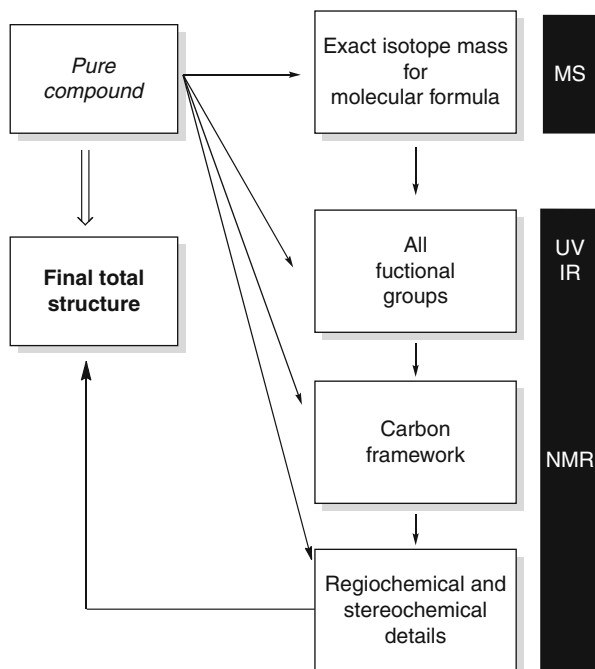 Pure
compound
Exact isotope mass
for
molecular formula
MS
Final total
structure
All
fuctional
groups
UV
IR
Carbon
framework
NMR
Regiochemical and
stereochemical
details